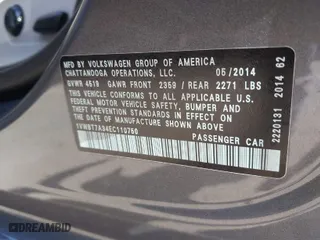 MFD BY VOLKSWAGEN GROUP OF AMERICA
CHATTANOOGA OPERATIONS, LLC. 05/2014
GVWR 4519 GAWR FRONT 2359 / REAR 2271 LBS
THIS VEHICLE CONFORMS TO ALL APPLICABLE
FEDERAL MOTOR VEHICLE SAFETY, BUMPER AND
THEFT PREVENTION STANDARDS IN EFFECT
ON THE DATE OF MANUFACTURE SHOWN ABOVE.
PASSENGER CAR
2220131 2014 62
DREAMBID